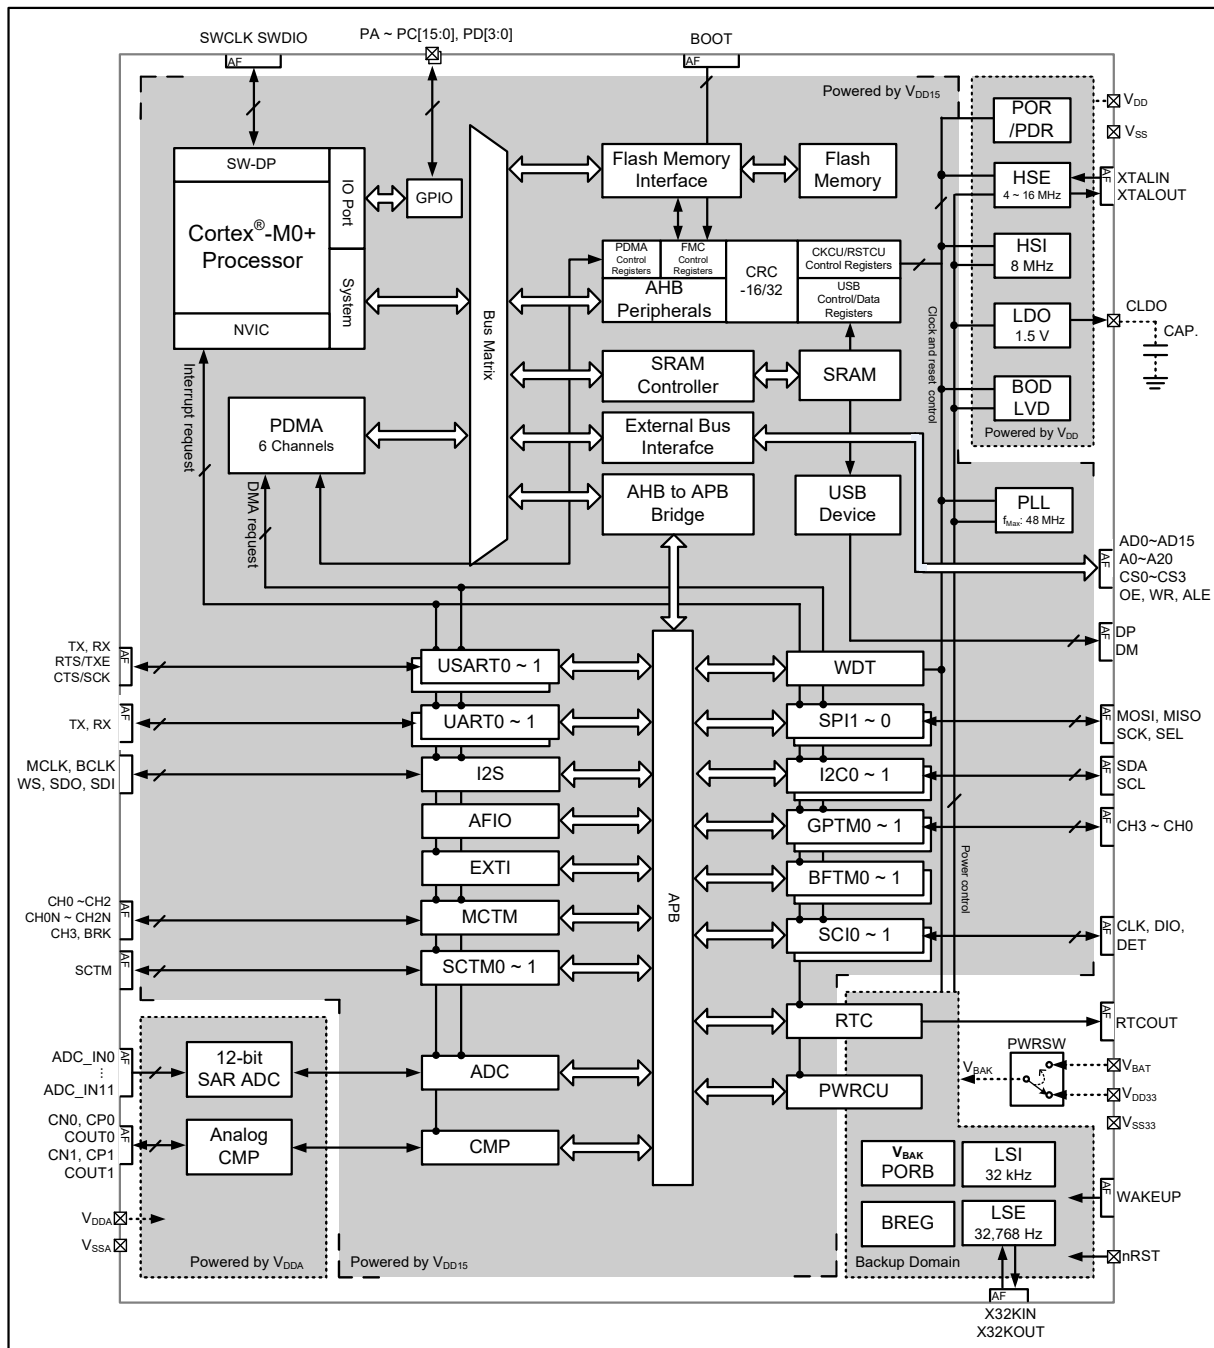 SWCLK SWDIO
PA ~ PC[15:0], PD[3:0]
BOOT
AF
AF
Powered by VDD15
POR
/PDR
VDD
VSS
SW-DP
IO Port
GPIO
Flash Memory
Interface
Flash
Memory
HSE
4 ~ 16 MHz
AF
XTALIN
XTALOUT
Cortex®-M0+
Processor
System
NVIC
Bus Matrix
PDMA
Control
Registers
FMC
Control
Registers
AHB
Peripherals
CRC
-16/32
CKCU/RSTCU
Control Registers
USB
Control/Data
Registers
HSI
8 MHz
Clock and reset control
LDO
1.5 V
CLDO
CAP.
Interrupt request
SRAM
Controller
SRAM
BOD
LVD
Powered by VDD
PDMA
6 Channels
External Bus
Interafce
DMA request
AHB to APB
Bridge
USB
Device
PLL
fMax: 48 MHz
AF
AD0~AD15
A0~A20
CS0~CS3
OE, WR, ALE
TX, RX
RTS/TXE
CTS/SCK
AF
USART0 ~ 1
WDT
AF
DP
DM
TX, RX
AF
UART0 ~ 1
SPI1 ~ 0
AF
MOSI, MISO
SCK, SEL
MCLK, BCLK
WS, SDO, SDI
AF
I2S
I2C0 ~ 1
AF
SDA
SCL
AFIO
GPTM0 ~ 1
AF
CH3 ~ CH0
EXTI
BFTM0 ~ 1
Power control
APB
CH0 ~CH2
CH0N ~ CH2N
CH3, BRK
AF
MCTM
SCI0 ~ 1
AF
CLK, DIO,
DET
SCTM
AF
SCTM0 ~ 1
RTC
AF
RTCOUT
ADC_IN0
⋮
ADC_IN11
AF
12-bit
SAR ADC
ADC
PWRCU
VBAK
PWRSW
VBAT
VDD33
VSS33
CN0, CP0
COUT0
CN1, CP1
COUT1
AF
Analog
CMP
CMP
VBAK
PORB
LSI
32 kHz
AF
WAKEUP
BREG
LSE
32,768 Hz
VDDA
VSSA
Powered by VDDA
Powered by VDD15
Backup Domain
nRST
AF
X32KIN
X32KOUT